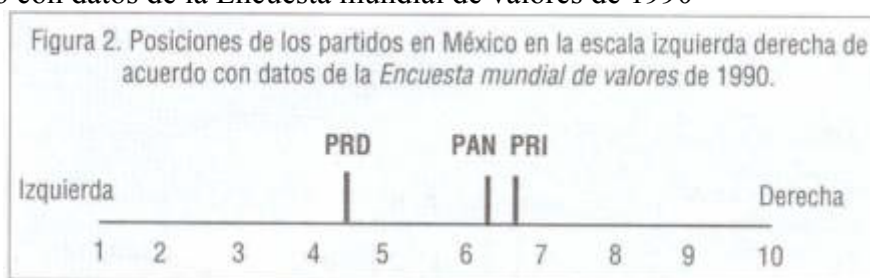 con datos de la Encuesta mundial de valores de 1990
Figura 2. Posiciones de los partidos en México en la escala izquierda derecha de
acuerdo con datos de la Encuesta mundial de valores de 1990.
PRD PAN PRI
Izquierda Derecha
1 2 3 4 5 6 7 8 9 10